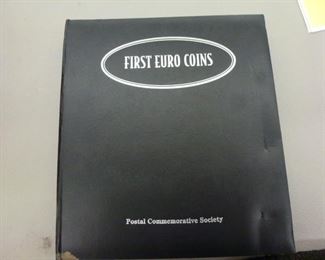 FIRST EURO COINS
Postal Commemorative Society